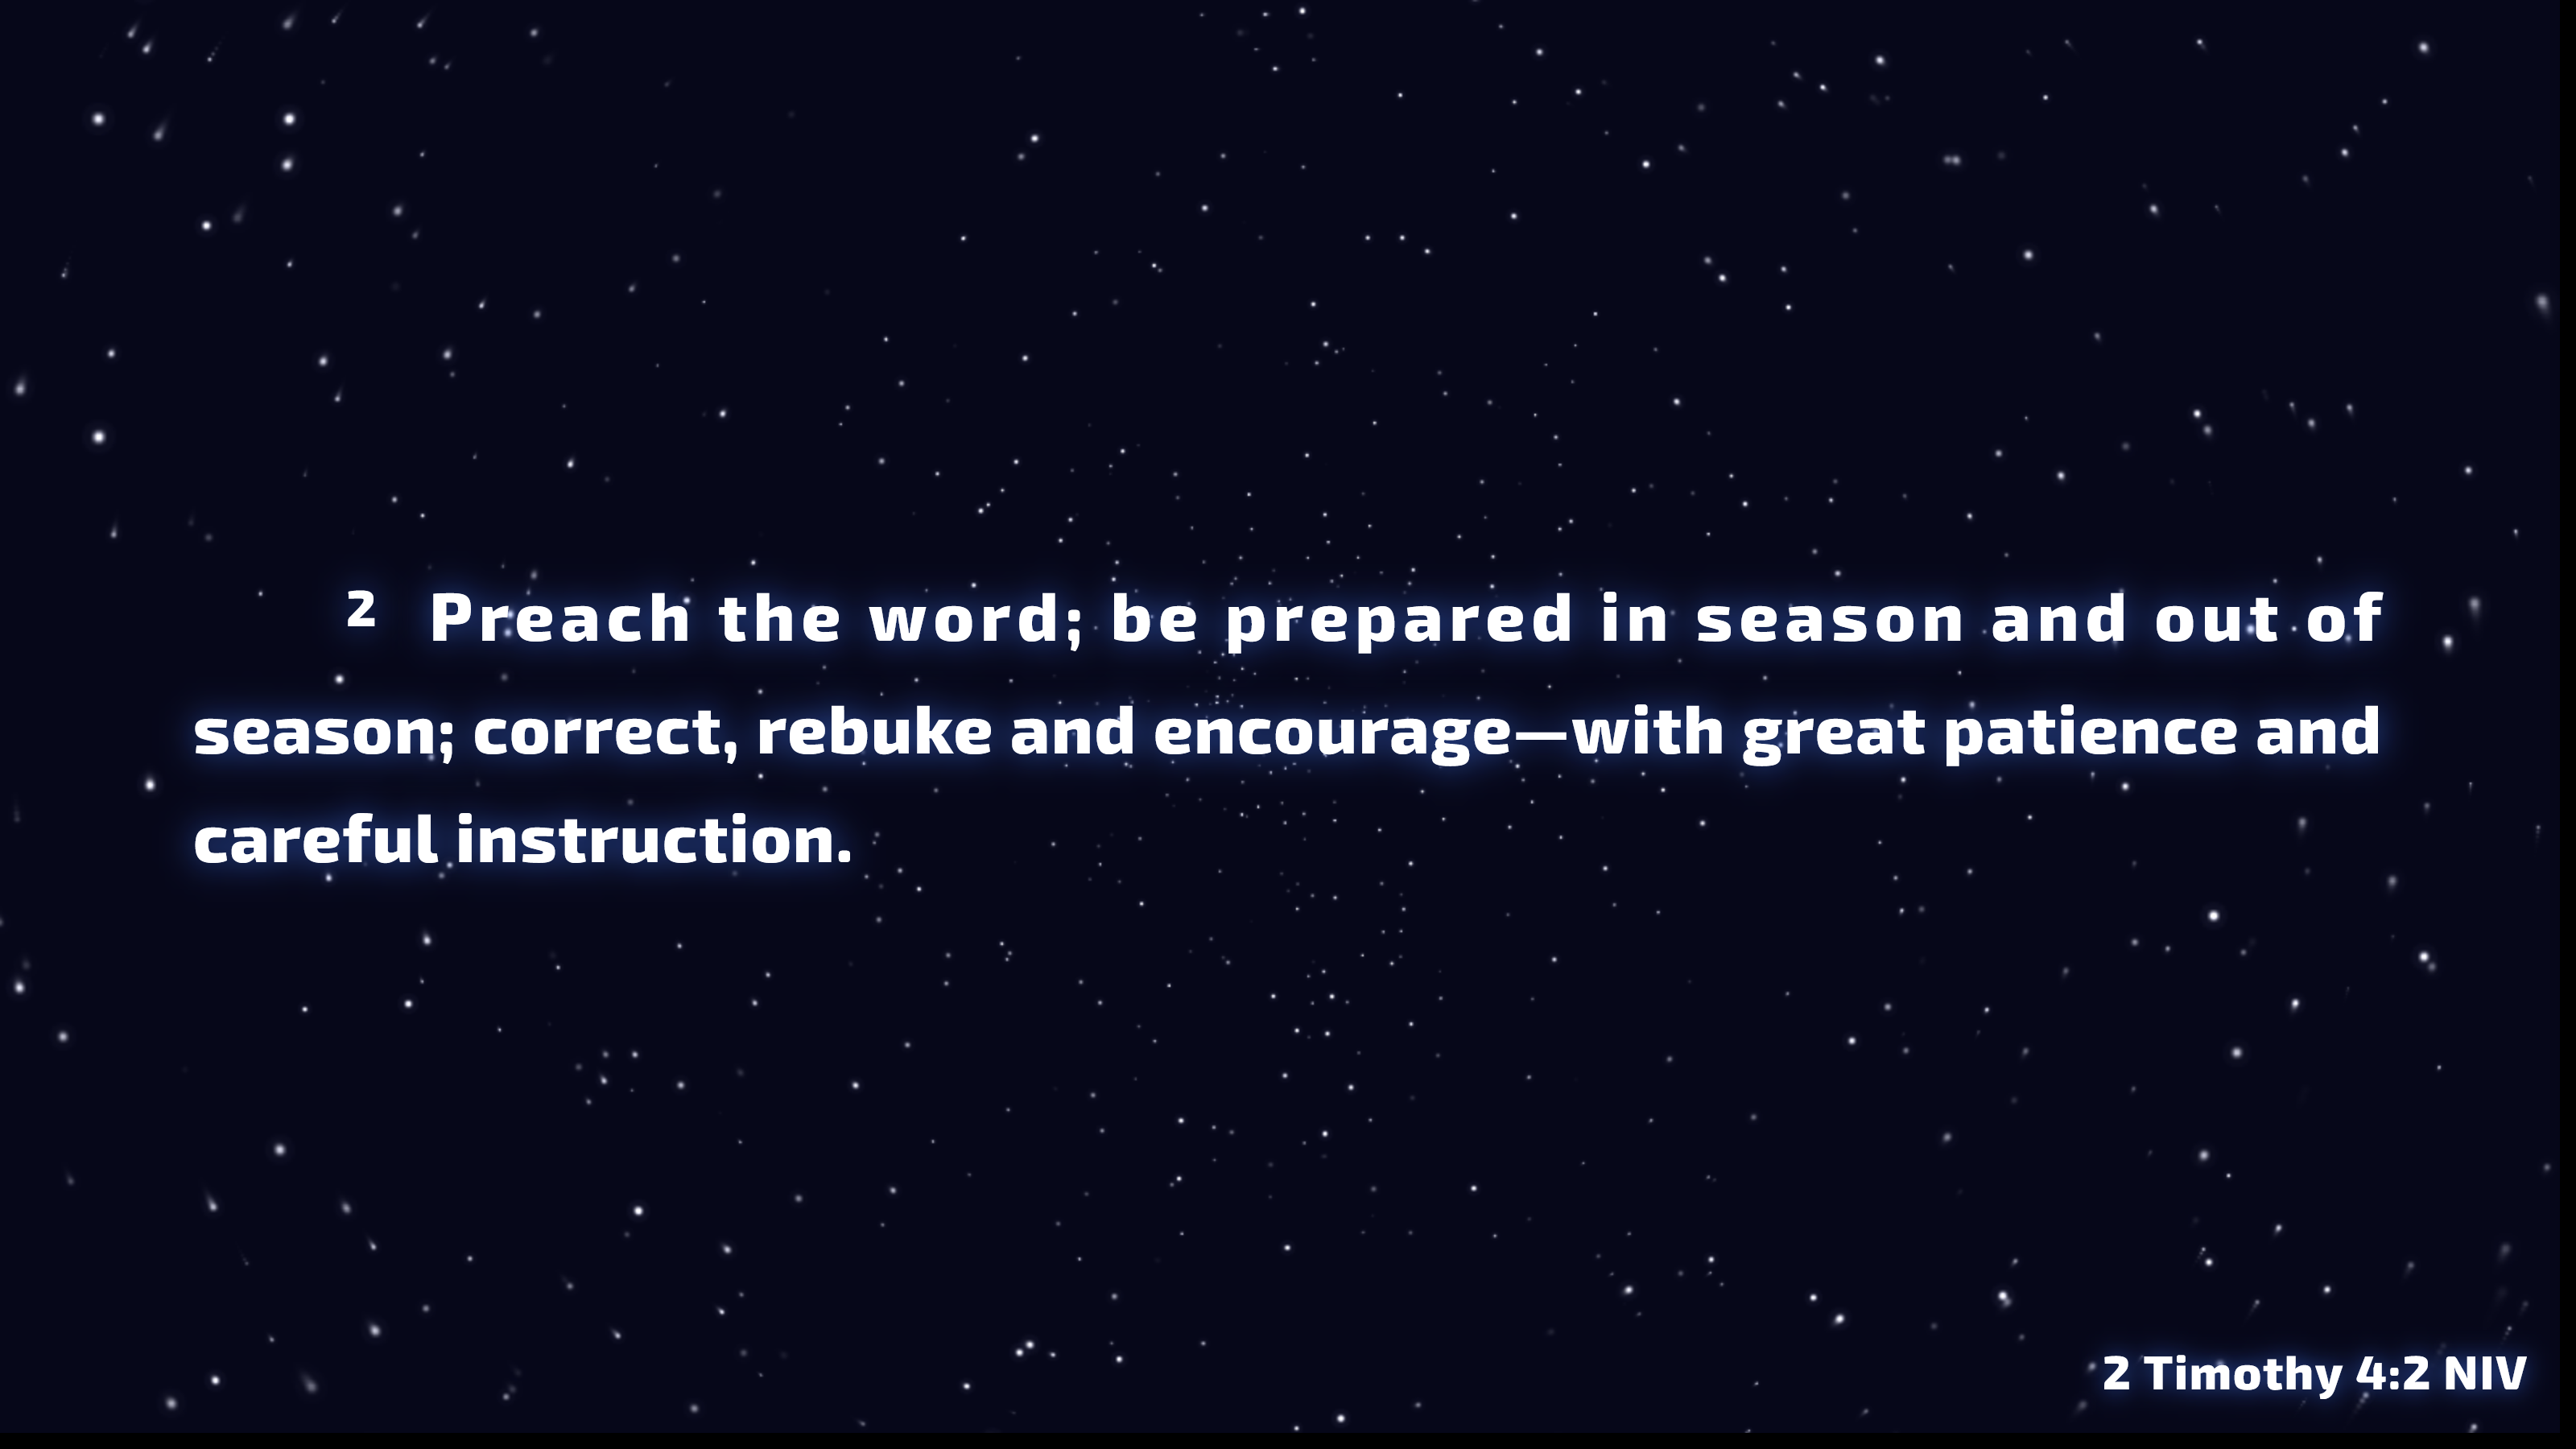 ² Preach the word; be prepared in season and out of
season; correct, rebuke and encourage—with great patience and
careful instruction.
2 Timothy 4:2 NIV